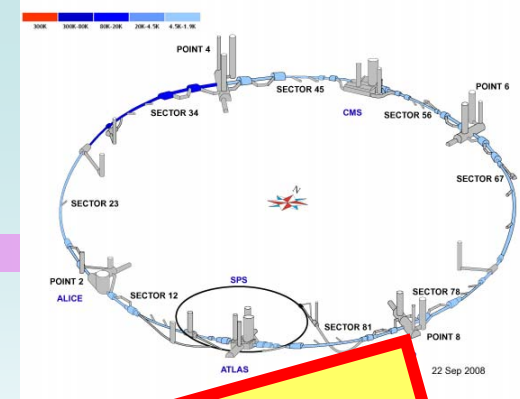 300K 300K-80K 80K-20K 20K-4.5K 4.5K-1.9K
POINT 4
SECTOR 45
CMS
POINT 6
SECTOR 34
SECTOR 56
SECTOR 67
N
SECTOR 23
POINT 2
ALICE
SPS
SECTOR 12
SECTOR 78
SECTOR 81
POINT 8
ATLAS
22 Sep 2008